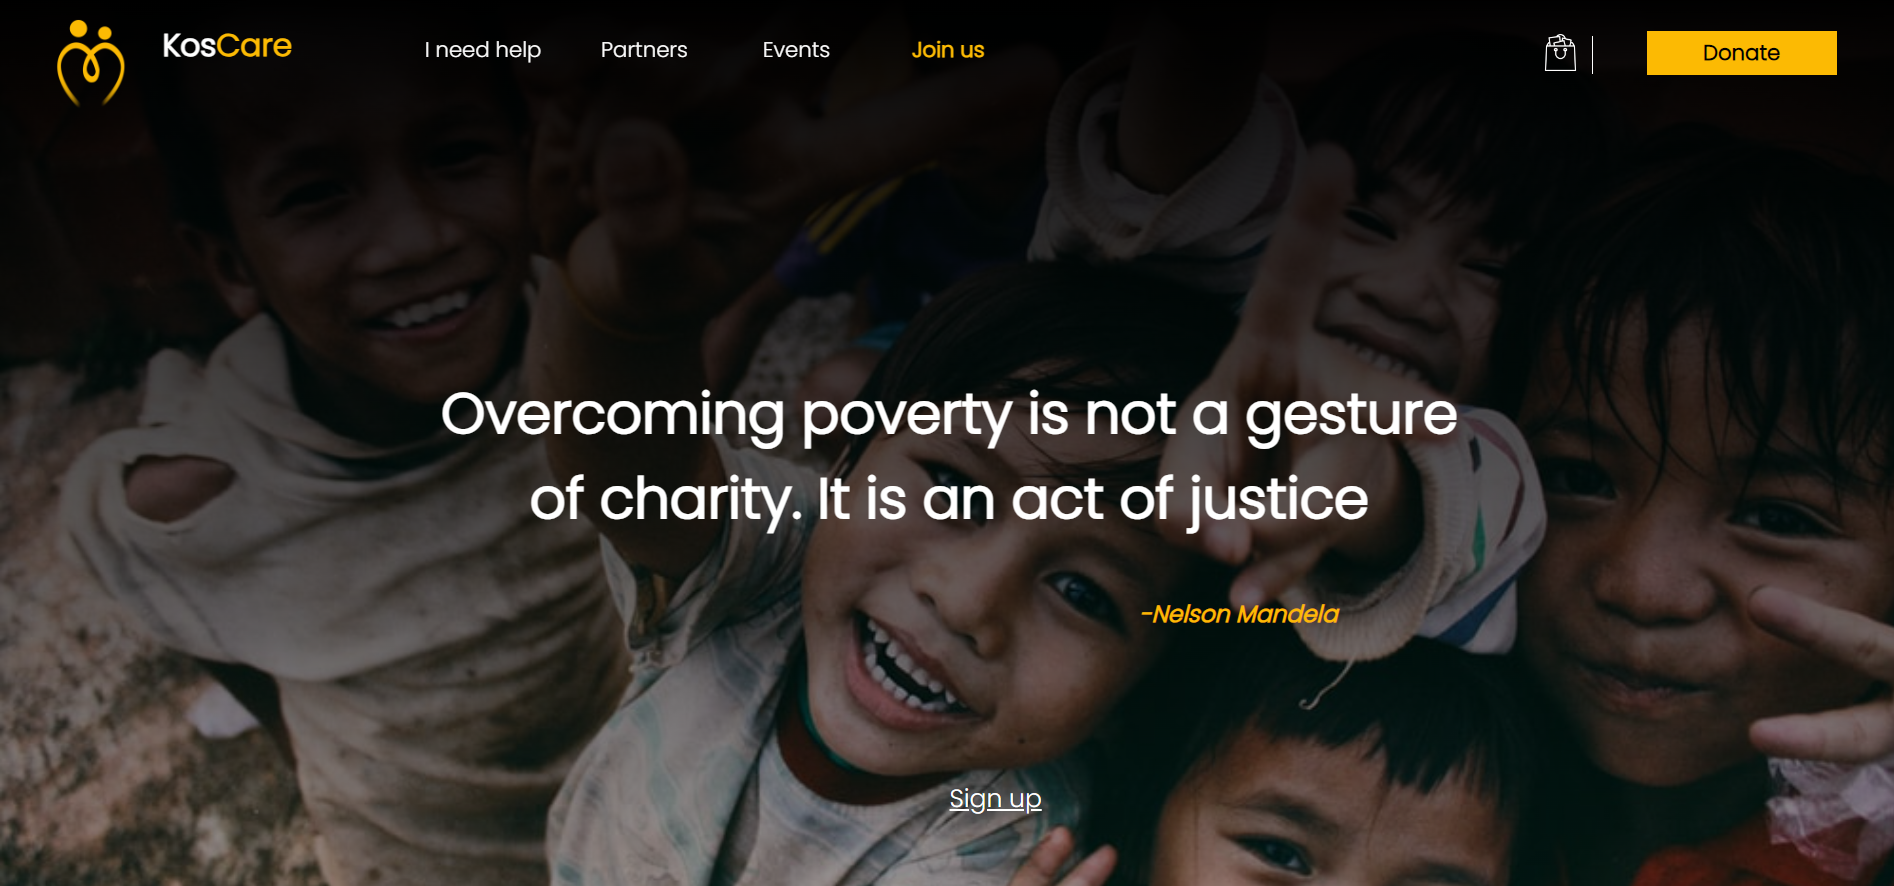 KosCare
I need help
Partners
Events
Join us
Donate
Overcoming poverty is not a gesture
of charity. It is an act of justice
-Nelson Mandela
Sign up